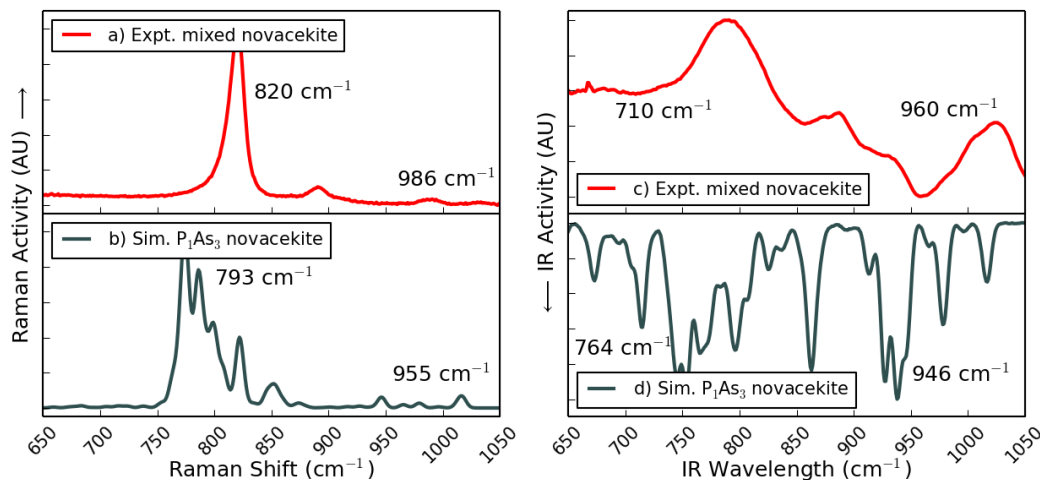 Raman Activity (AU) ⟶
a) Expt. mixed novacekite
820 cm⁻¹
986 cm⁻¹
b) Sim. P₁As₃ novacekite
793 cm⁻¹
955 cm⁻¹
650 700 750 800 850 900 950 1000 1050
Raman Shift (cm⁻¹)
⟵ IR Activity (AU)
710 cm⁻¹
960 cm⁻¹
c) Expt. mixed novacekite
764 cm⁻¹
946 cm⁻¹
d) Sim. P₁As₃ novacekite
650 700 750 800 850 900 950 1000 1050
IR Wavelength (cm⁻¹)